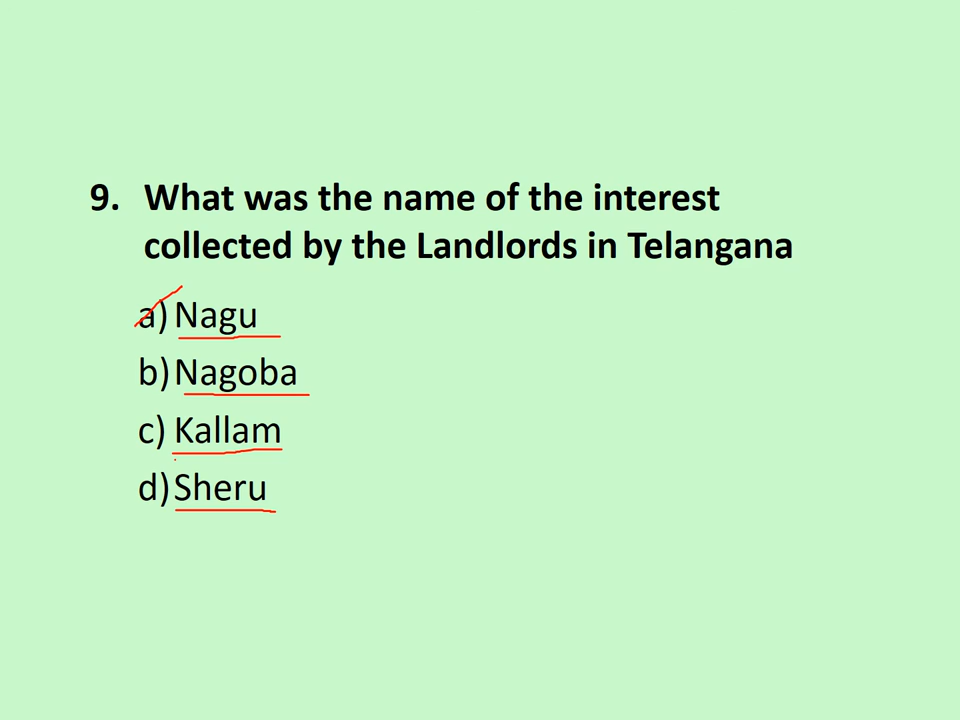 9. What was the name of the interest
collected by the Landlords in Telangana
a) Nagu
b) Nagoba
c) Kallam
d) Sheru